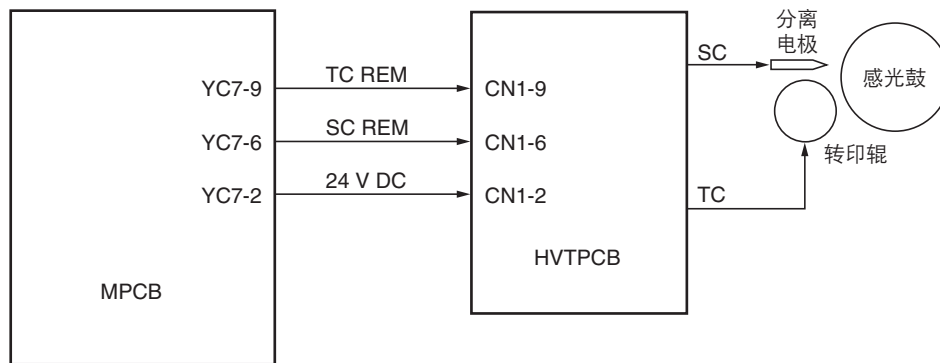 分离
电极
SC
感光鼓
YC7-9
TC REM
CN1-9
YC7-6
SC REM
CN1-6
转印辊
YC7-2
24 V DC
CN1-2
TC
HVTPCB
MPCB